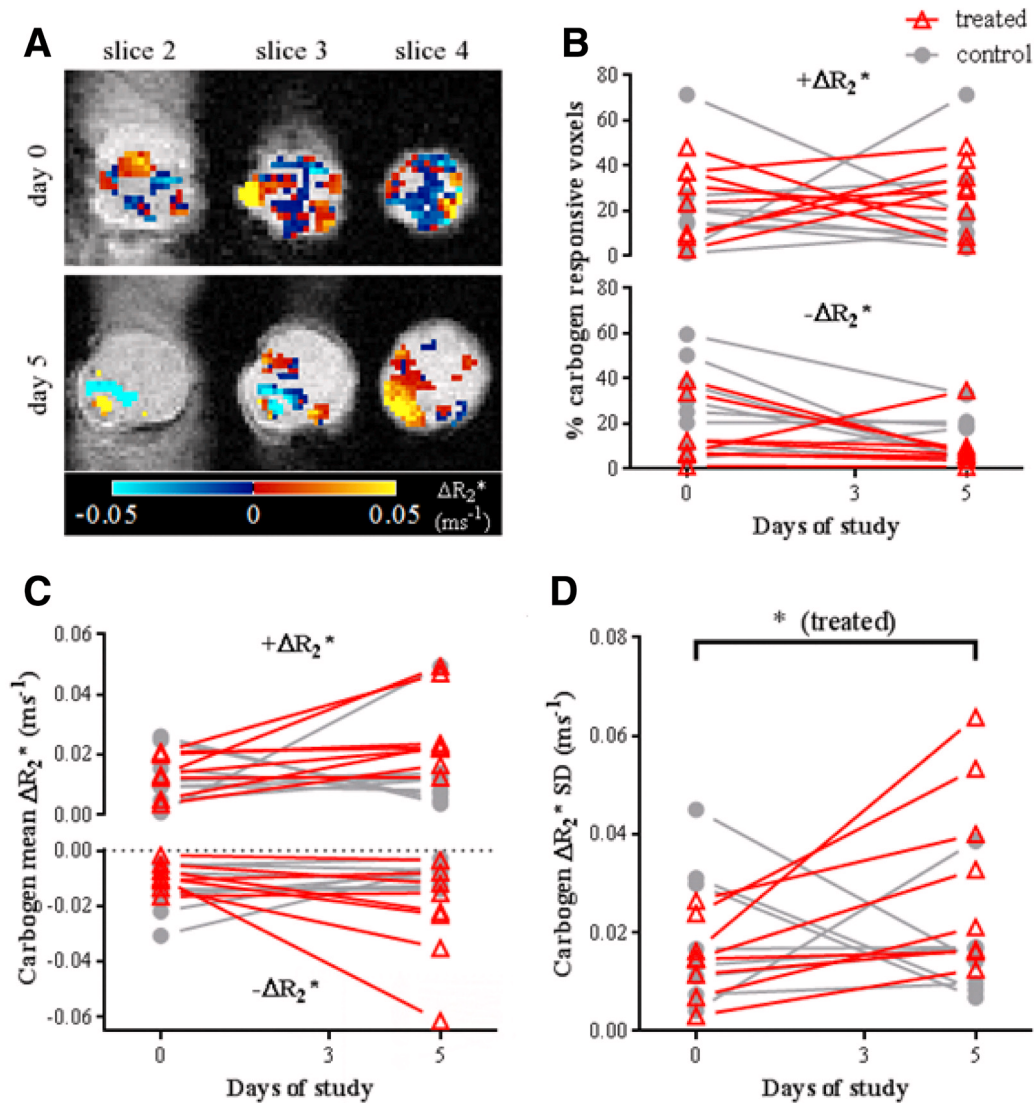 A
slice 2 slice 3 slice 4
day 0
day 5
-0.05 0 0.05
ΔR₂*
(ms⁻¹)
B
treated
control
+ΔR₂*
80
60
40
20
0
% carbogen responsive voxels
-ΔR₂*
80
60
40
20
0
0 3 5
Days of study
C
+ΔR₂*
0.06
0.04
0.02
0.00
Carbogen mean ΔR₂* (ms⁻¹)
0.00
-0.02
-0.04
-0.06
-ΔR₂*
0 3 5
Days of study
D
* (treated)
0.08
0.06
0.04
0.02
0.00
Carbogen ΔR₂* SD (ms⁻¹)
0 3 5
Days of study